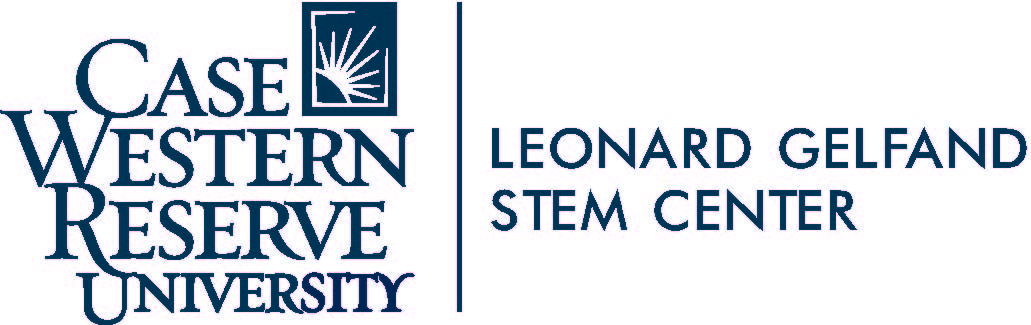 CASE
WESTERN
RESERVE
UNIVERSITY
LEONARD GELFAND
STEM CENTER